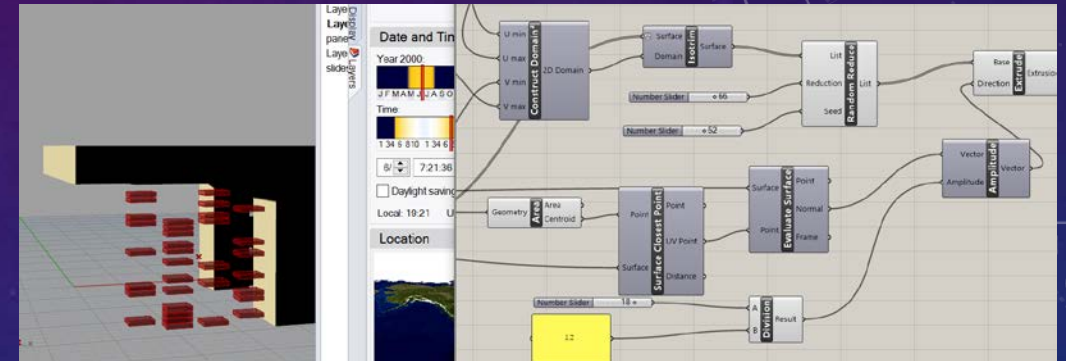 Laye
Laye
pane
Laye
slide
Display
Layers
Date and Tin
Year 2000:
J F M A M J J A S O
Time:
1 3 4 6 8 10 1 3 4 6
6/ 7:21:36
Daylight saving
Local: 19:21 U
Location
U min
U max
V min
V max
Construct Domain²
2D Domain
Surface
Domain
Isotrim
Surface
Number Slider 66
Number Slider 52
List
Reduction
Seed
Random Reduce
List
Base
Direction
Extrude
Extrusion
Vector
Amplitude
Amplitude
Vector
Geometry
Area
Area
Centroid
Point
Surface
Surface Closest Point
Point
UV Point
Distance
Surface
Point
Evaluate Surface
Point
Normal
Frame
Number Slider 18
12
A
B
Division
Result